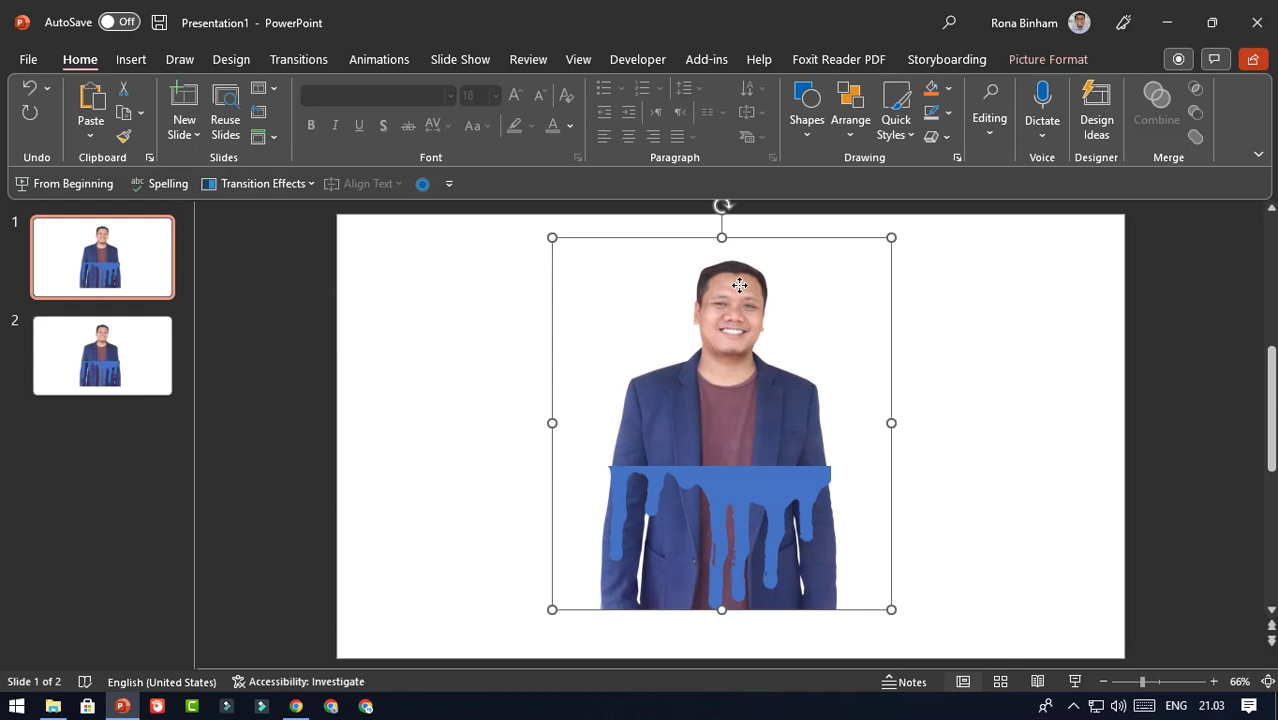 AutoSave Off Presentation1 - PowerPoint Rona Binham
File Home Insert Draw Design Transitions Animations Slide Show Review View Developer Add-ins Help Foxit Reader PDF Storyboarding Picture Format
18
Paste New Slide Reuse Slides Shapes Arrange Quick Styles Editing Dictate Design Ideas Combine
Undo Clipboard Slides Font Paragraph Drawing Voice Designer Merge
From Beginning Spelling Transition Effects Align Text
1
2
Slide 1 of 2 English (United States) Accessibility: Investigate Notes 66%
ENG 21.03